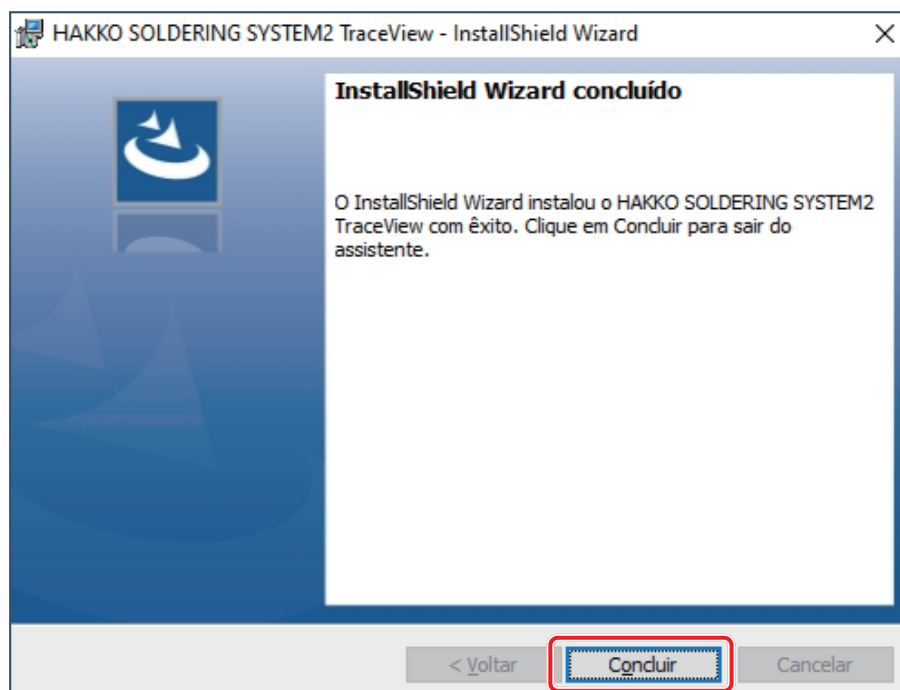 HAKKO SOLDERING SYSTEM2 TraceView - InstallShield Wizard
InstallShield Wizard concluído
O InstallShield Wizard instalou o HAKKO SOLDERING SYSTEM2
TraceView com êxito. Clique em Concluir para sair do
assistente.
< Voltar Concluir Cancelar